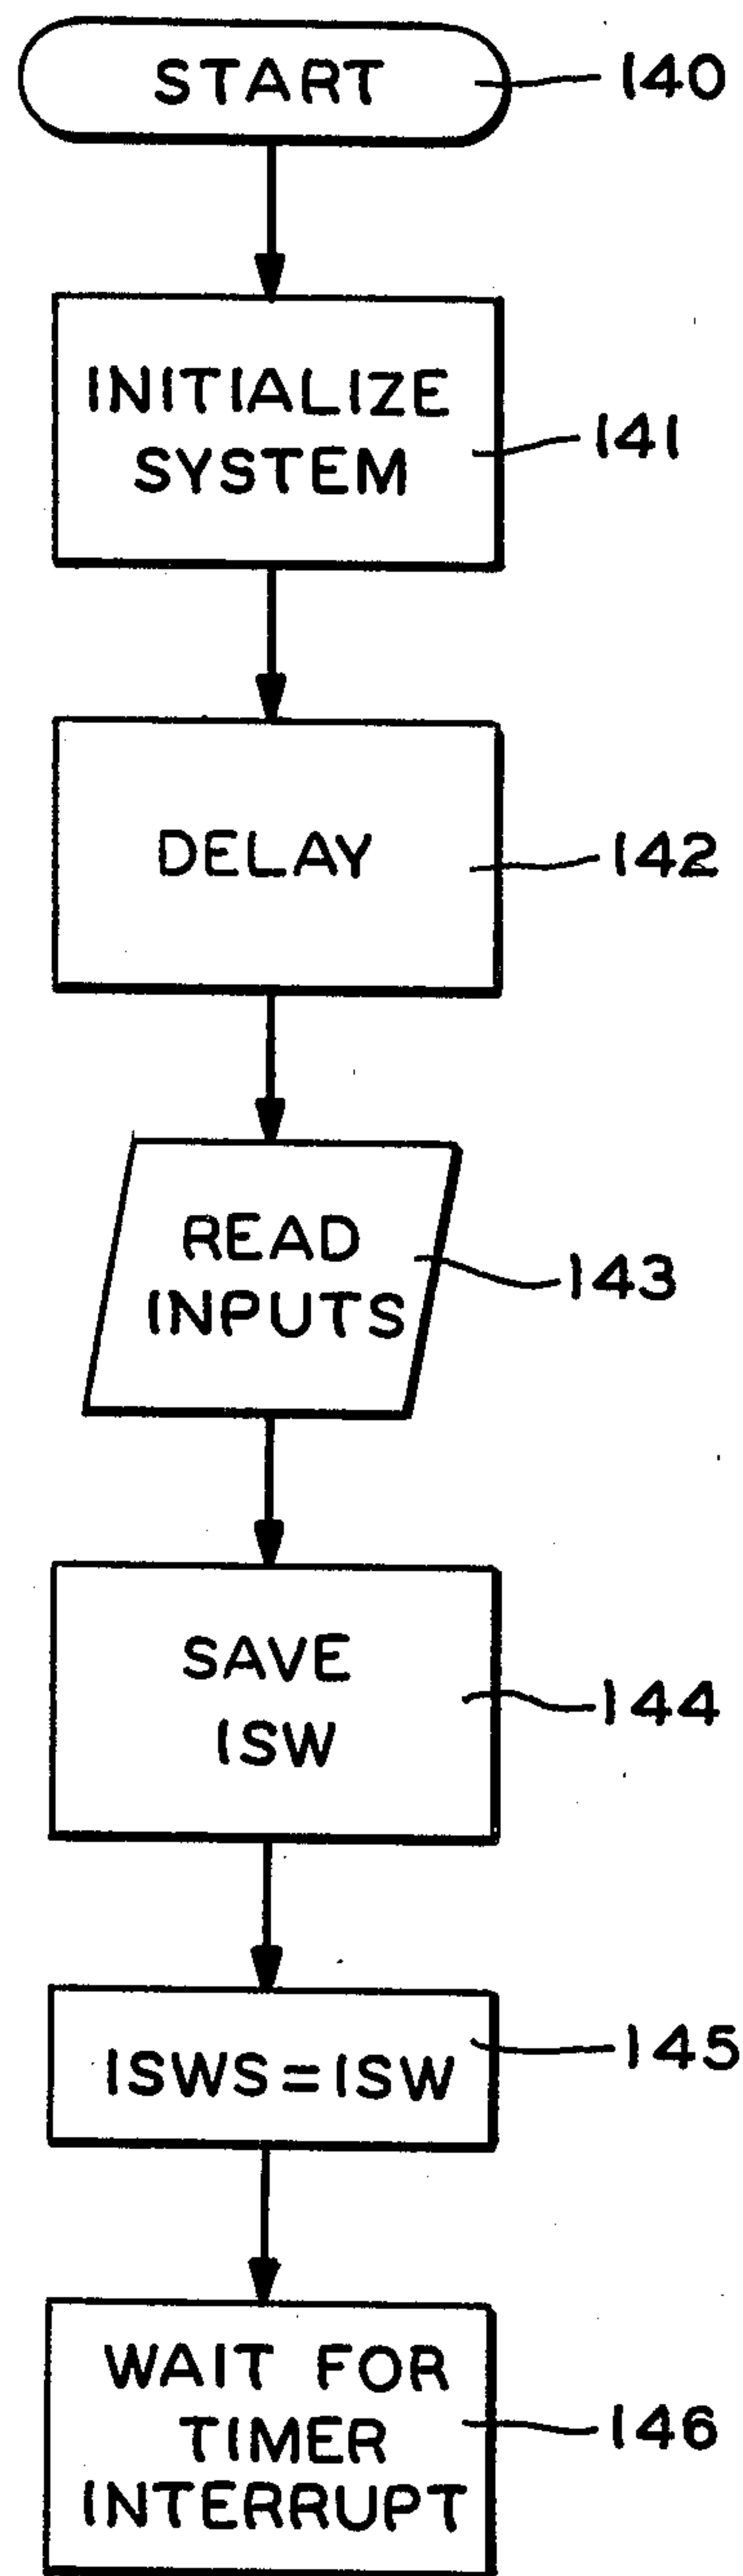 START
140
INITIALIZE
SYSTEM
141
DELAY
142
READ
INPUTS
143
SAVE
ISW
144
ISWS = ISW
145
WAIT FOR
TIMER
INTERRUPT
146